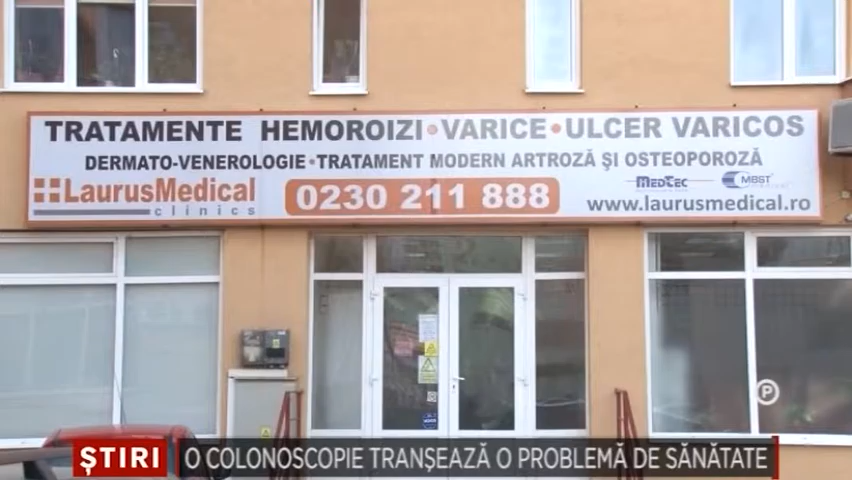 TRATAMENTE HEMOROIZI • VARICE • ULCER VARICOS
DERMATO-VENEROLOGIE • TRATAMENT MODERN ARTROZĂ ŞI OSTEOPOROZĂ
LaurusMedical
clinics
0230 211 888
MEDTEC
MBST
www.laurusmedical.ro
P
ŞTIRI
O COLONOSCOPIE TRANŞEAZĂ O PROBLEMĂ DE SĂNĂTATE